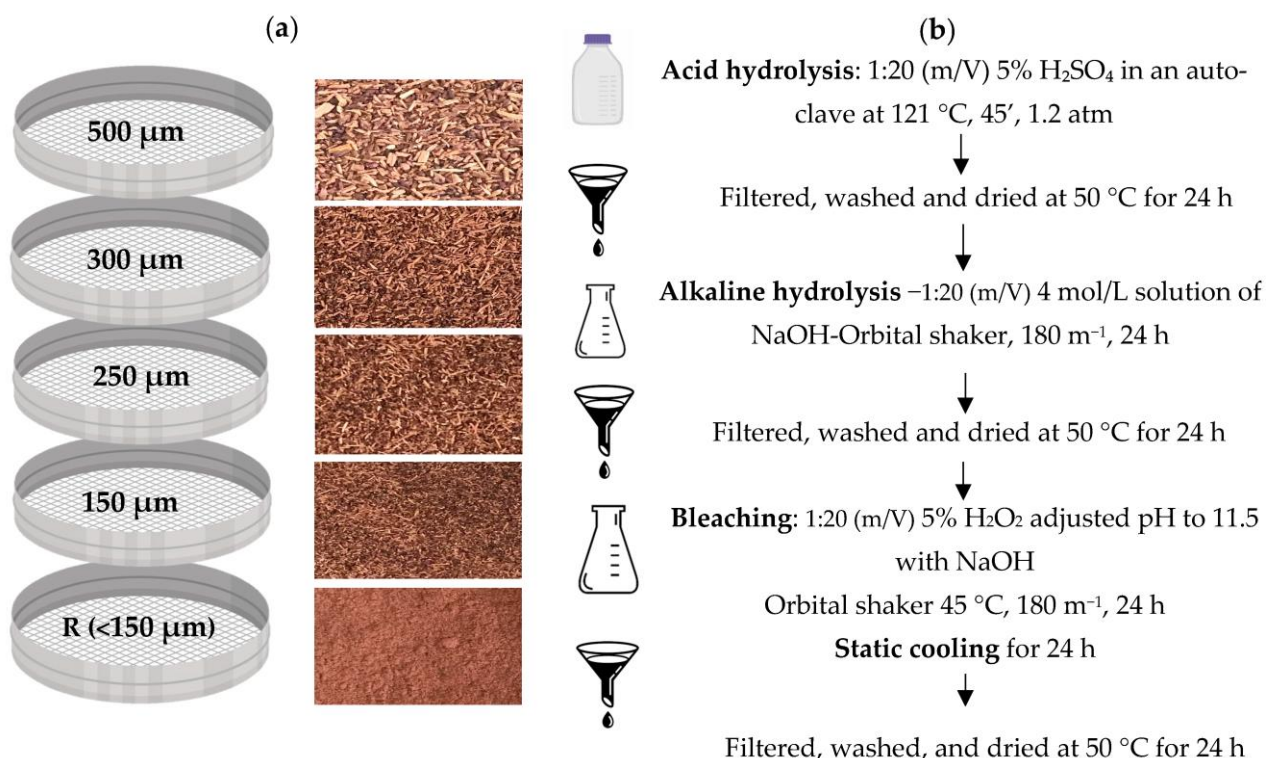 (a)
500 µm
300 µm
250 µm
150 µm
R (<150 µm)
(b)
Acid hydrolysis: 1:20 (m/V) 5% H₂SO₄ in an auto-
clave at 121 °C, 45′, 1.2 atm
Filtered, washed and dried at 50 °C for 24 h
Alkaline hydrolysis −1:20 (m/V) 4 mol/L solution of
NaOH-Orbital shaker, 180 m⁻¹, 24 h
Filtered, washed and dried at 50 °C for 24 h
Bleaching: 1:20 (m/V) 5% H₂O₂ adjusted pH to 11.5
with NaOH
Orbital shaker 45 °C, 180 m⁻¹, 24 h
Static cooling for 24 h
Filtered, washed, and dried at 50 °C for 24 h